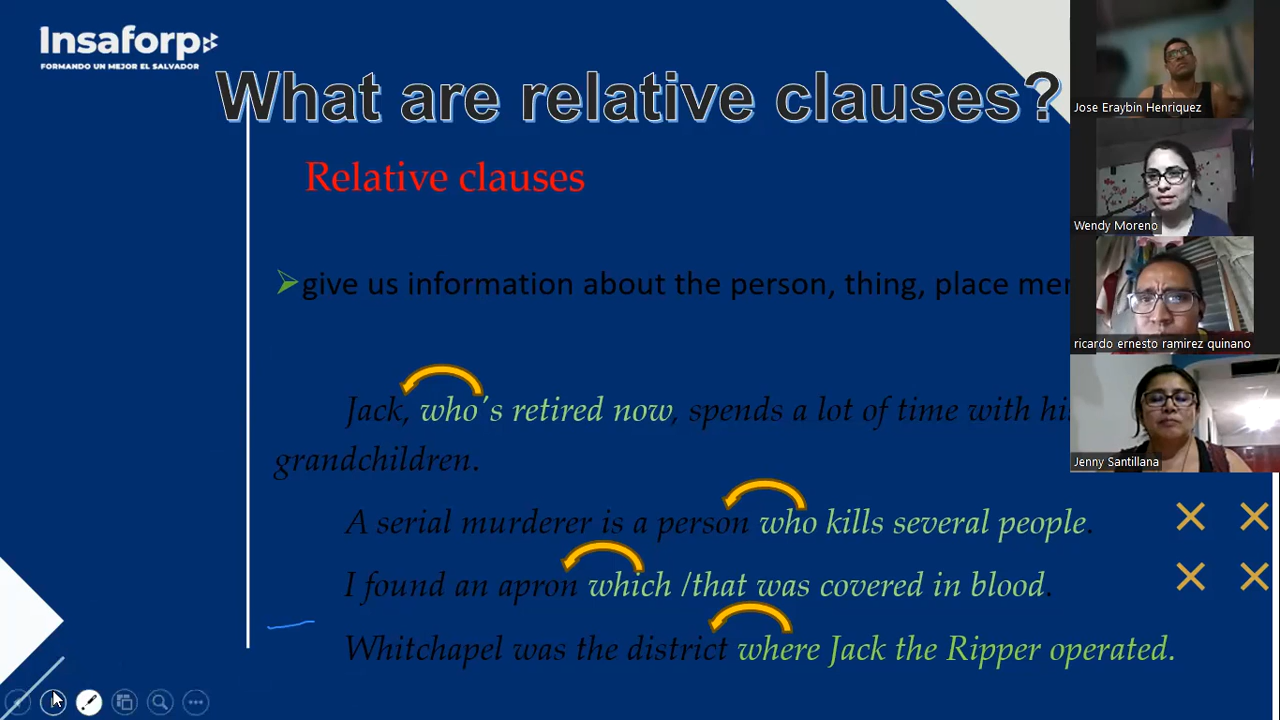 Insaforp
FORMANDO UN MEJOR EL SALVADOR
What are relative clauses?
Relative clauses
give us information about the person, thing, place
Jack, who's retired now, spends a lot of time with
grandchildren.
A serial murderer is a person who kills several people.
I found an apron which /that was covered in blood.
Whitchapel was the district where Jack the Ripper operated.
Jose Eraybin Henriquez
Wendy Moreno
ricardo ernesto ramirez quinano
Jenny Santillana